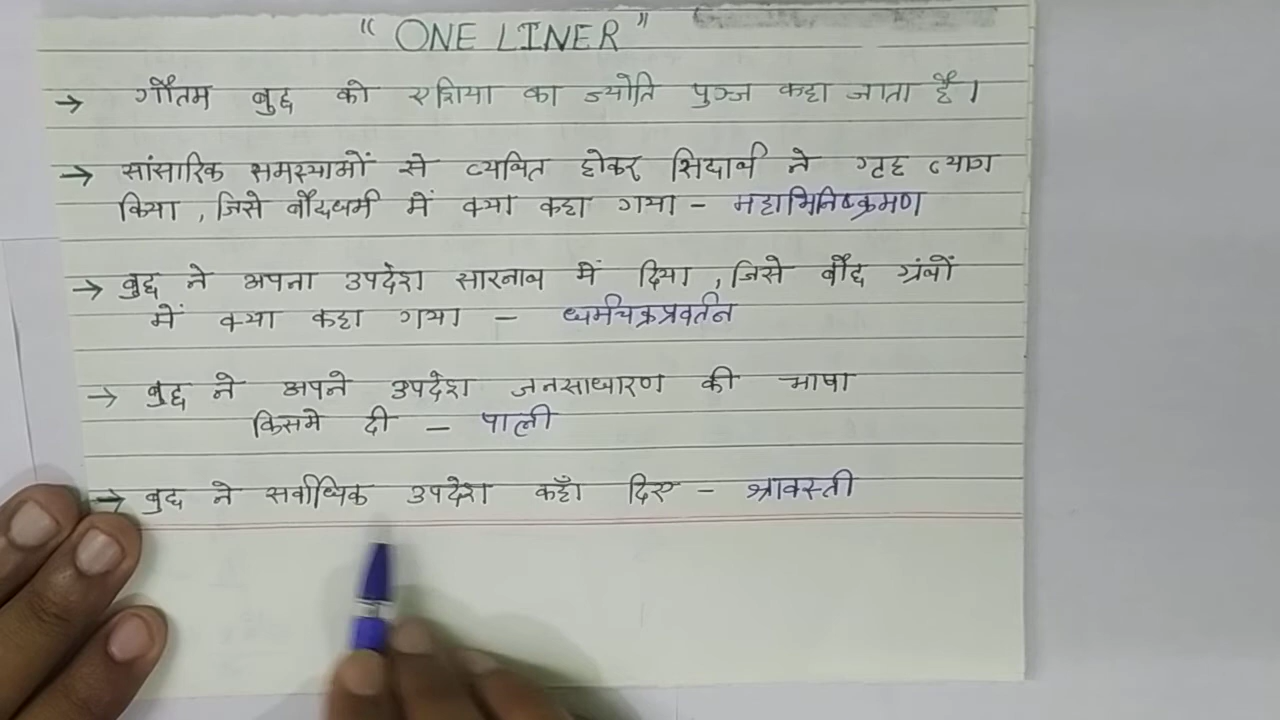 " ONE LINER "
→ गौतम बुद्ध को एशिया का ज्योति पुञ्ज कहा जाता है।
→ सांसारिक समस्यामों से व्यथित होकर सिद्धार्थ ने गृह त्याग
किया , जिसे बौद्धधर्म में क्या कहा गया - महाभिनिष्क्रमण
→ बुद्ध ने अपना उपदेश सारनाथ में दिया , जिसे बौद्ध ग्रंथों
में क्या कहा गया - धर्मचक्रप्रवर्तन
→ बुद्ध ने अपने उपदेश जनसाधारण की भाषा
किसमे दी - पाली
→ बुद्ध ने सर्वाधिक उपदेश कहाँ दिए - श्रावस्ती